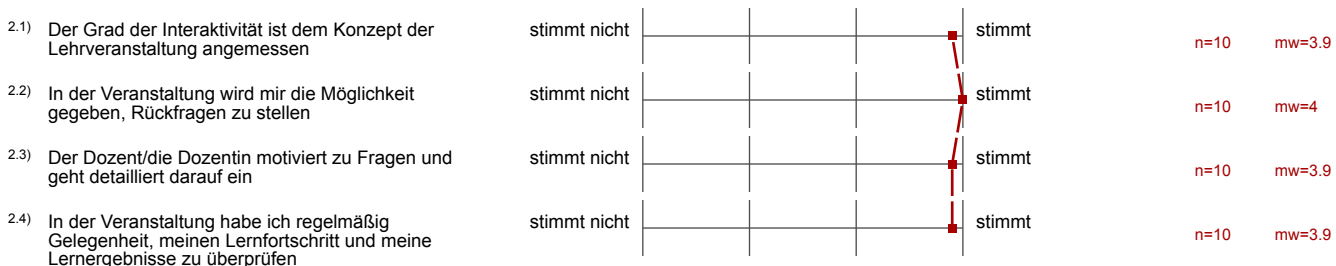 2.1) Der Grad der Interaktivität ist dem Konzept der
Lehrveranstaltung angemessen
stimmt nicht
stimmt
n=10
mw=3.9
2.2) In der Veranstaltung wird mir die Möglichkeit
gegeben, Rückfragen zu stellen
stimmt nicht
stimmt
n=10
mw=4
2.3) Der Dozent/die Dozentin motiviert zu Fragen und
geht detailliert darauf ein
stimmt nicht
stimmt
n=10
mw=3.9
2.4) In der Veranstaltung habe ich regelmäßig
Gelegenheit, meinen Lernfortschritt und meine
Lernergebnisse zu überprüfen
stimmt nicht
stimmt
n=10
mw=3.9